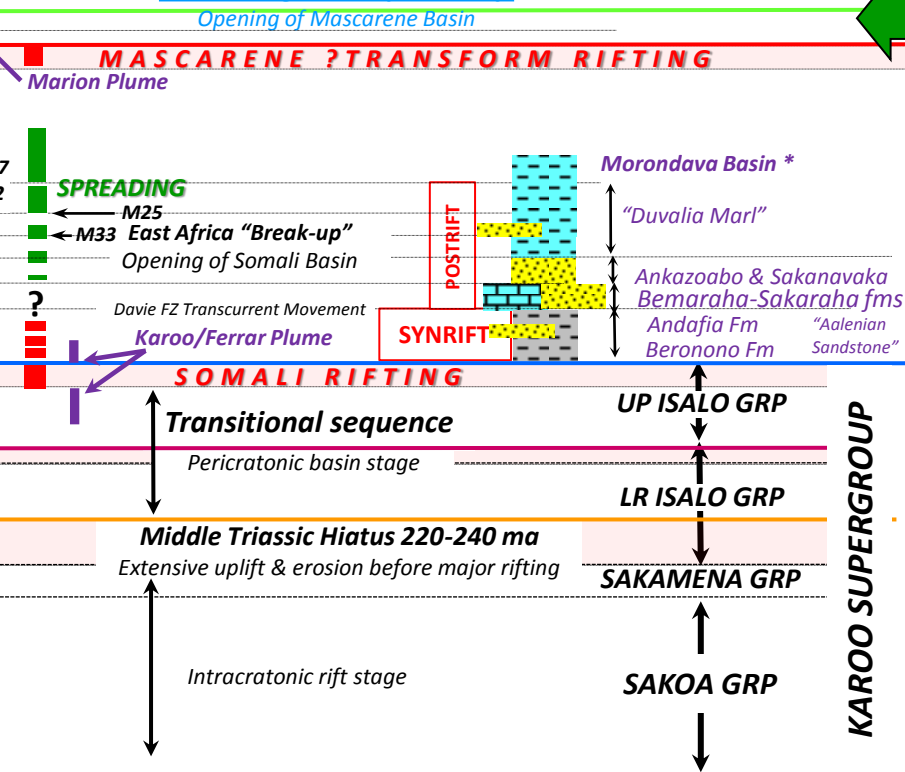 Opening of Mascarene Basin
MASCARENE ?TRANSFORM RIFTING
Marion Plume
Morondava Basin *
7
2
SPREADING
M25
"Duvalia Marl"
M33
East Africa "Break-up"
Opening of Somali Basin
POSTRIFT
Ankazoabo & Sakanavaka
Bemaraha-Sakaraha fms
?
Davie FZ Transcurrent Movement
Karoo/Ferrar Plume
SYNRIFT
Andafia Fm
"Aalenian
Sandstone"
Beronono Fm
SOMALI RIFTING
UP ISALO GRP
Transitional sequence
Pericratonic basin stage
LR ISALO GRP
Middle Triassic Hiatus 220-240 ma
Extensive uplift & erosion before major rifting
SAKAMENA GRP
Intracratonic rift stage
SAKOA GRP
KAROO SUPERGROUP